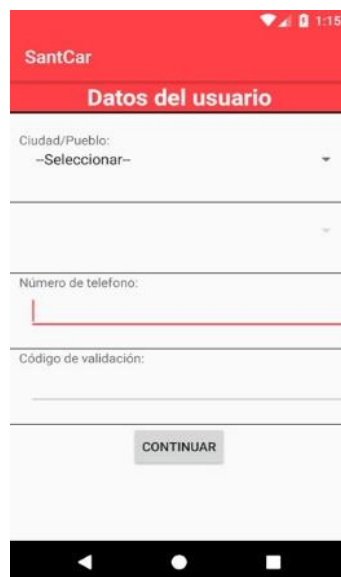 1:15
SantCar
Datos del usuario
Ciudad/Pueblo:
--Seleccionar--
Número de telefono:
Código de validación:
CONTINUAR